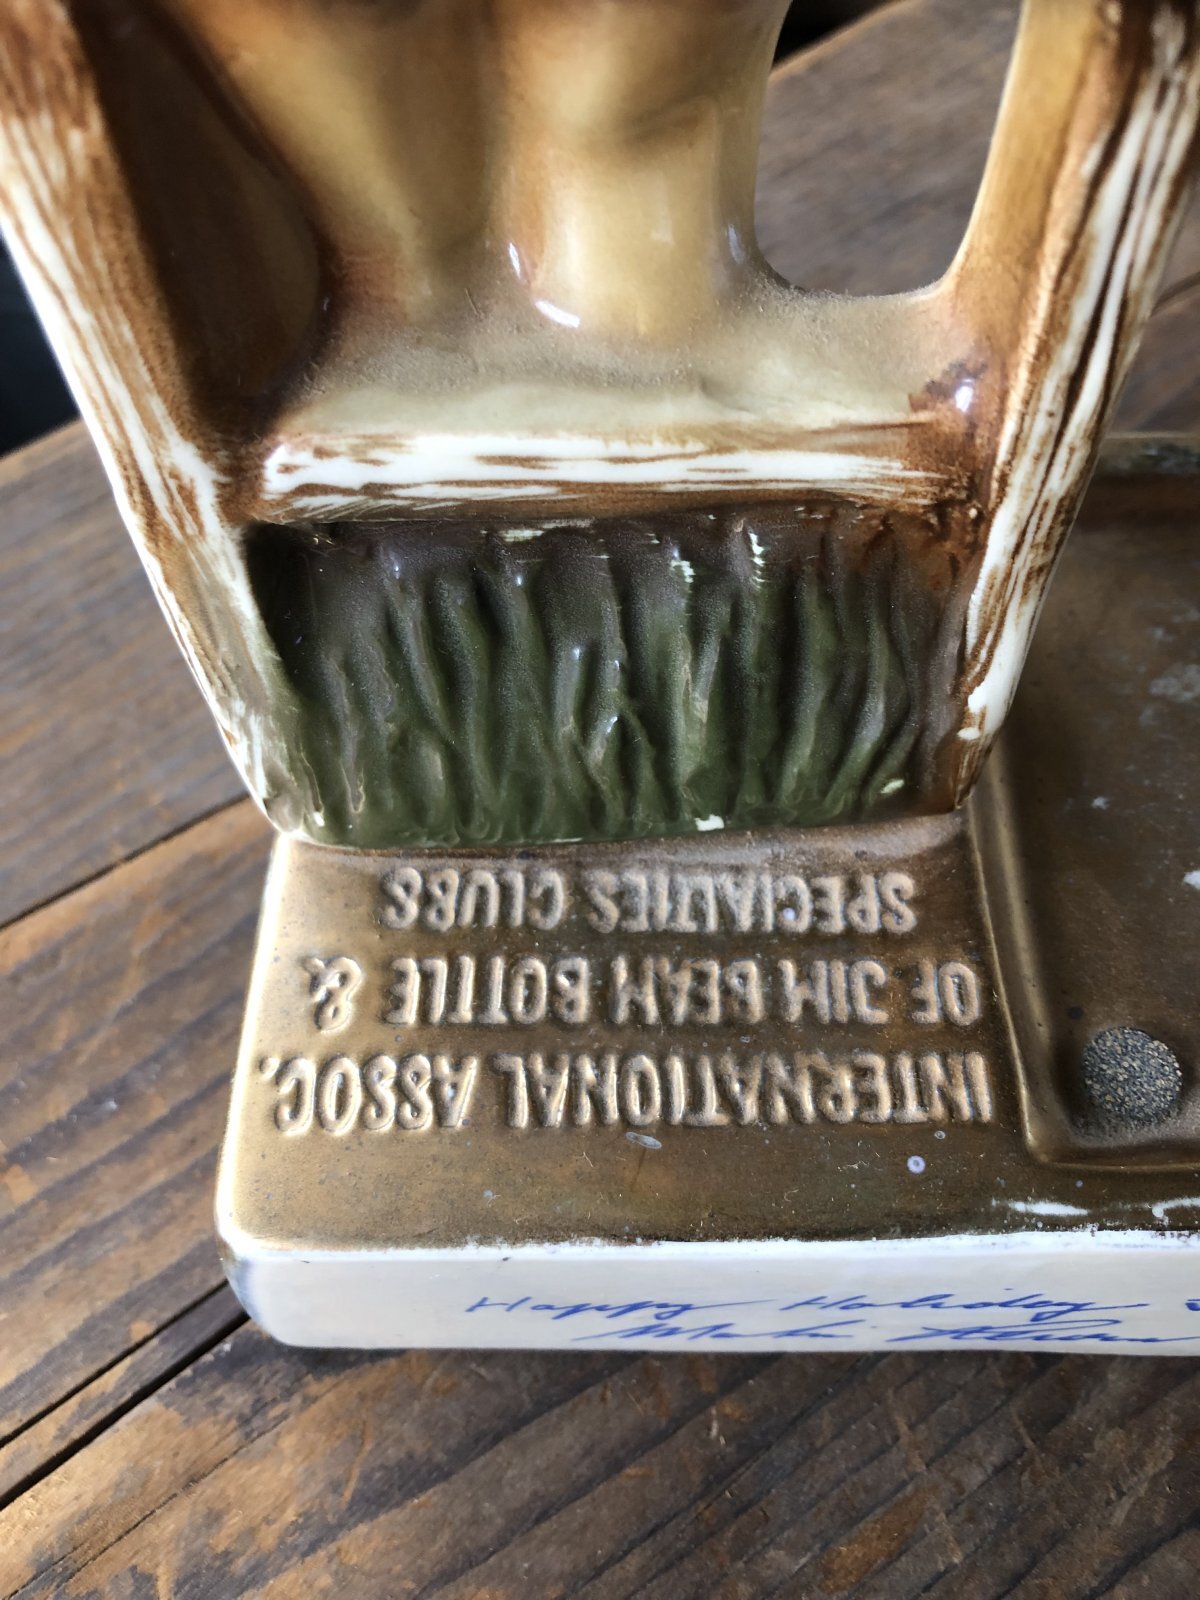 INTERNATIONAL ASSOC.
OF JIM BEAM BOTTLE &
SPECIALTIES CLUBS
Happy Holiday